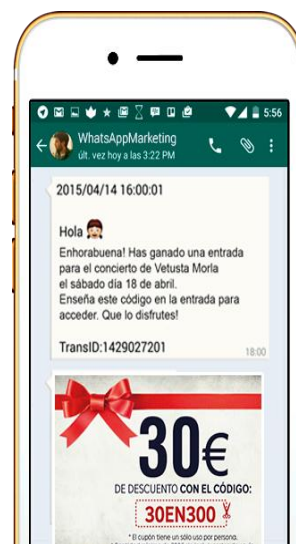 5:56
WhatsAppMarketing
últ. vez hoy a las 3:22 PM
2015/04/14 16:00:01
Hola
Enhorabuena! Has ganado una entrada
para el concierto de Vetusta Morla
el sábado día 18 de abril.
Enseña este código en la entrada para
acceder. Que lo disfrutes!
TransID:1429027201
18:00
30€
DE DESCUENTO CON EL CÓDIGO:
30EN300
* El cupón tiene un sólo uso por persona.